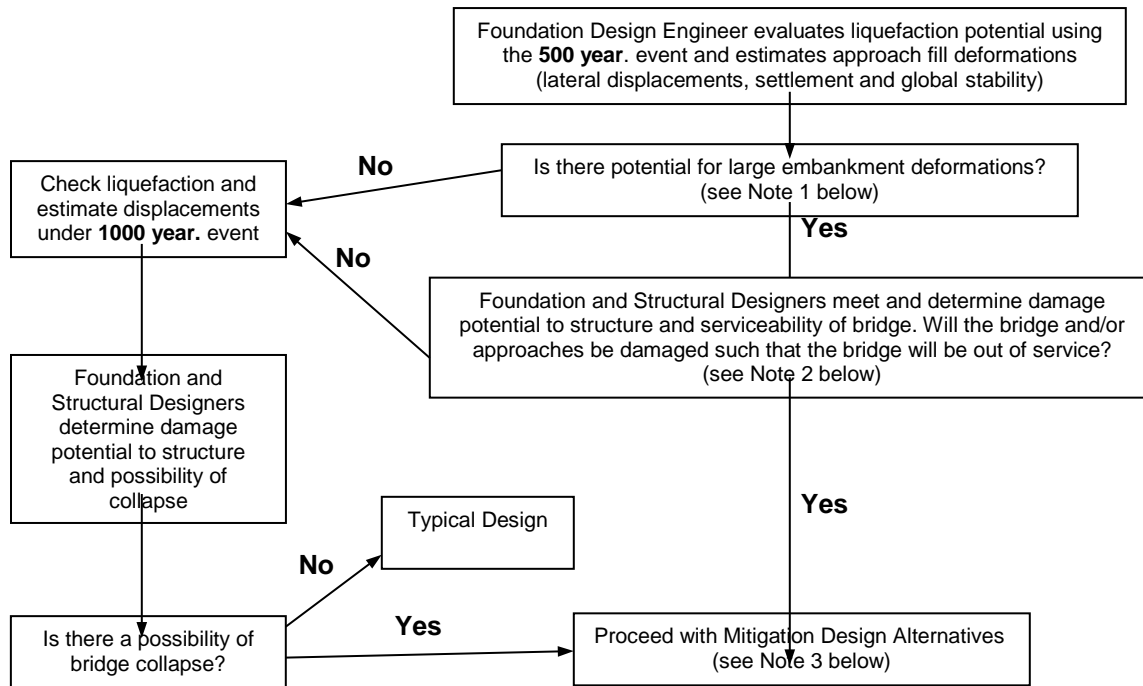 Foundation Design Engineer evaluates liquefaction potential using
the 500 year. event and estimates approach fill deformations
(lateral displacements, settlement and global stability)
No
Is there potential for large embankment deformations?
(see Note 1 below)
Check liquefaction and
estimate displacements
under 1000 year. event
Yes
No
Foundation and Structural Designers meet and determine damage
potential to structure and serviceability of bridge. Will the bridge and/or
approaches be damaged such that the bridge will be out of service?
(see Note 2 below)
Foundation and
Structural Designers
determine damage
potential to structure
and possibility of
collapse
Yes
Typical Design
No
Is there a possibility of
bridge collapse?
Yes
Proceed with Mitigation Design Alternatives
(see Note 3 below)